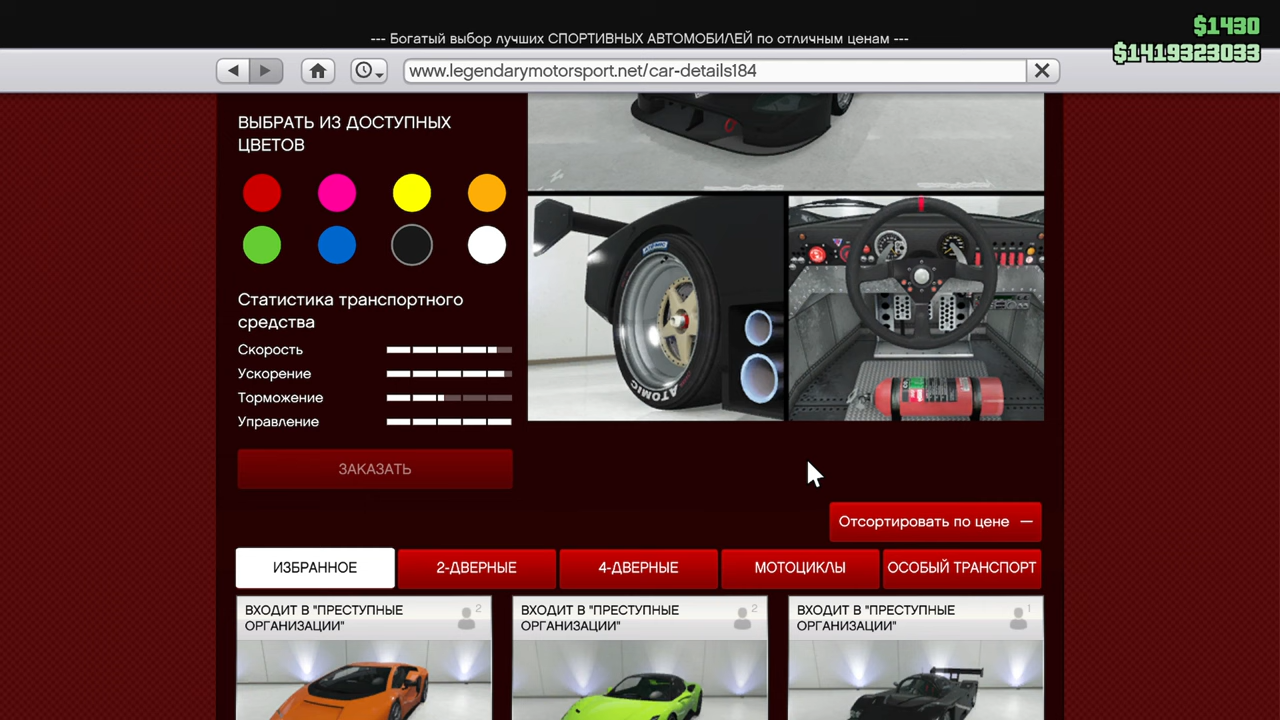 $1430
--- Богатый выбор лучших СПОРТИВНЫХ АВТОМОБИЛЕЙ по отличным ценам ---
$1419323033
www.legendarymotorsport.net/car-details184
ВЫБРАТЬ ИЗ ДОСТУПНЫХ
ЦВЕТОВ
Статистика транспортного
средства
Скорость
Ускорение
Торможение
Управление
ATOMIC
ЗАКАЗАТЬ
Отсортировать по цене
ИЗБРАННОЕ
2-ДВЕРНЫЕ
4-ДВЕРНЫЕ
МОТОЦИКЛЫ
ОСОБЫЙ ТРАНСПОРТ
ВХОДИТ В "ПРЕСТУПНЫЕ
ОРГАНИЗАЦИИ"
2
ВХОДИТ В "ПРЕСТУПНЫЕ
ОРГАНИЗАЦИИ"
2
ВХОДИТ В "ПРЕСТУПНЫЕ
ОРГАНИЗАЦИИ"
1